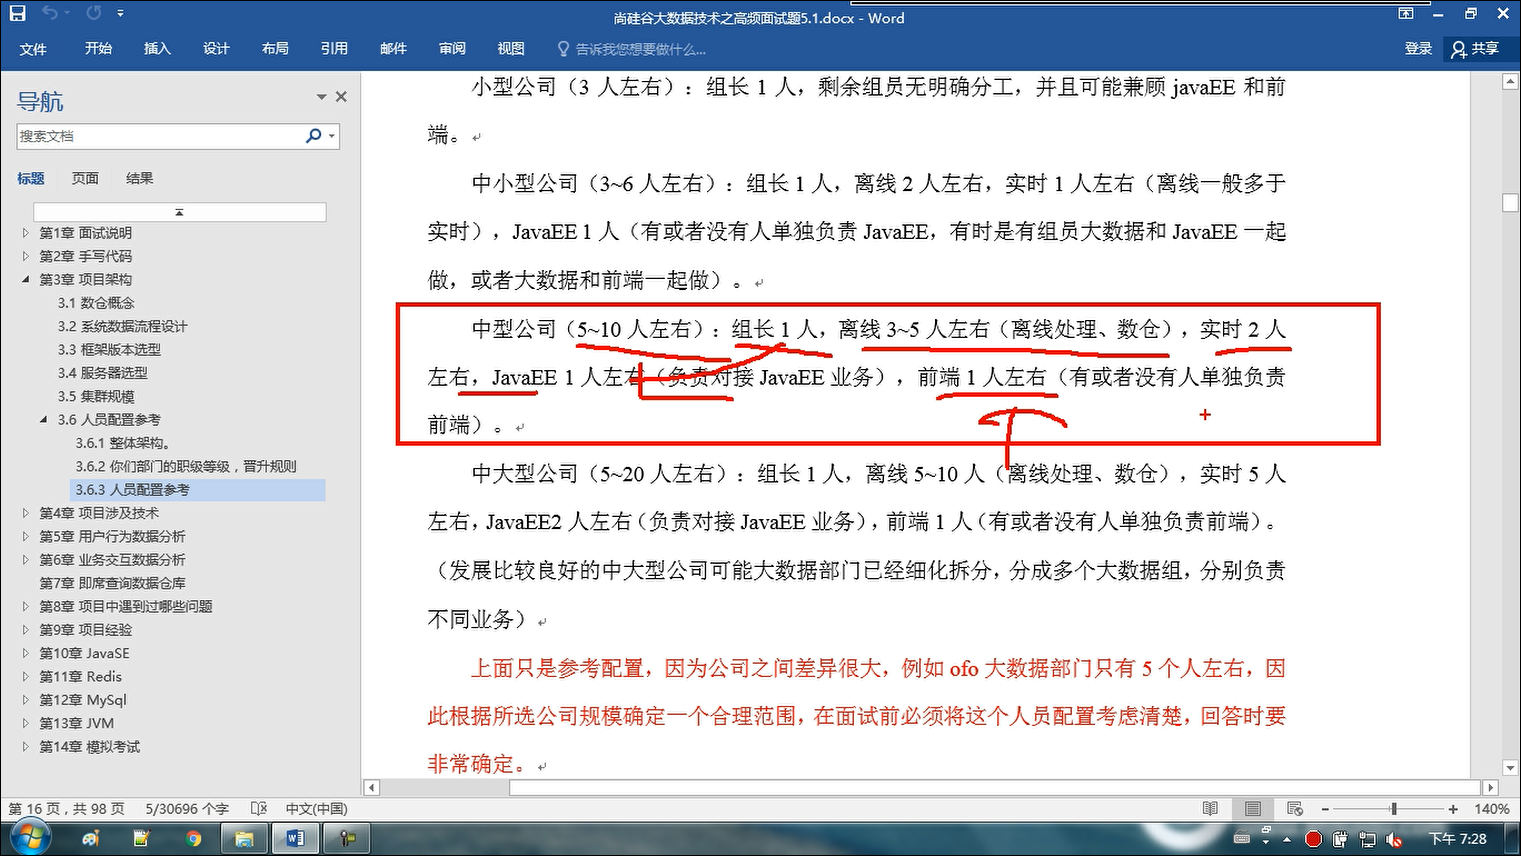 尚硅谷大数据技术之高频面试题5.1.docx - Word
文件 开始 插入 设计 布局 引用 邮件 审阅 视图 告诉我您想要做什么... 登录 共享
导航
搜索文档
标题 页面 结果
第1章 面试说明
第2章 手写代码
第3章 项目架构
3.1 数仓概念
3.2 系统数据流程设计
3.3 框架版本选型
3.4 服务器选型
3.5 集群规模
3.6 人员配置参考
3.6.1 整体架构。
3.6.2 你们部门的职级等级，晋升规则
3.6.3 人员配置参考
第4章 项目涉及技术
第5章 用户行为数据分析
第6章 业务交互数据分析
第7章 即席查询数据仓库
第8章 项目中遇到过哪些问题
第9章 项目经验
第10章 JavaSE
第11章 Redis
第12章 MySql
第13章 JVM
第14章 模拟考试
小型公司（3 人左右）：组长 1 人，剩余组员无明确分工，并且可能兼顾 javaEE 和前
端。
中小型公司（3~6 人左右）：组长 1 人，离线 2 人左右，实时 1 人左右（离线一般多于
实时），JavaEE 1 人（有或者没有人单独负责 JavaEE，有时是有组员大数据和 JavaEE 一起
做，或者大数据和前端一起做）。
中型公司（5~10 人左右）：组长 1 人，离线 3~5 人左右（离线处理、数仓），实时 2 人
左右，JavaEE 1 人左右（负责对接 JavaEE 业务），前端 1 人左右（有或者没有人单独负责
前端）。
中大型公司（5~20 人左右）：组长 1 人，离线 5~10 人（离线处理、数仓），实时 5 人
左右，JavaEE2 人左右（负责对接 JavaEE 业务），前端 1 人（有或者没有人单独负责前端）。
（发展比较良好的中大型公司可能大数据部门已经细化拆分，分成多个大数据组，分别负责
不同业务）
上面只是参考配置，因为公司之间差异很大，例如 ofo 大数据部门只有 5 个人左右，因
此根据所选公司规模确定一个合理范围，在面试前必须将这个人员配置考虑清楚，回答时要
非常确定。
第 16 页，共 98 页 5/30696 个字 中文(中国) 140%
下午 7:28